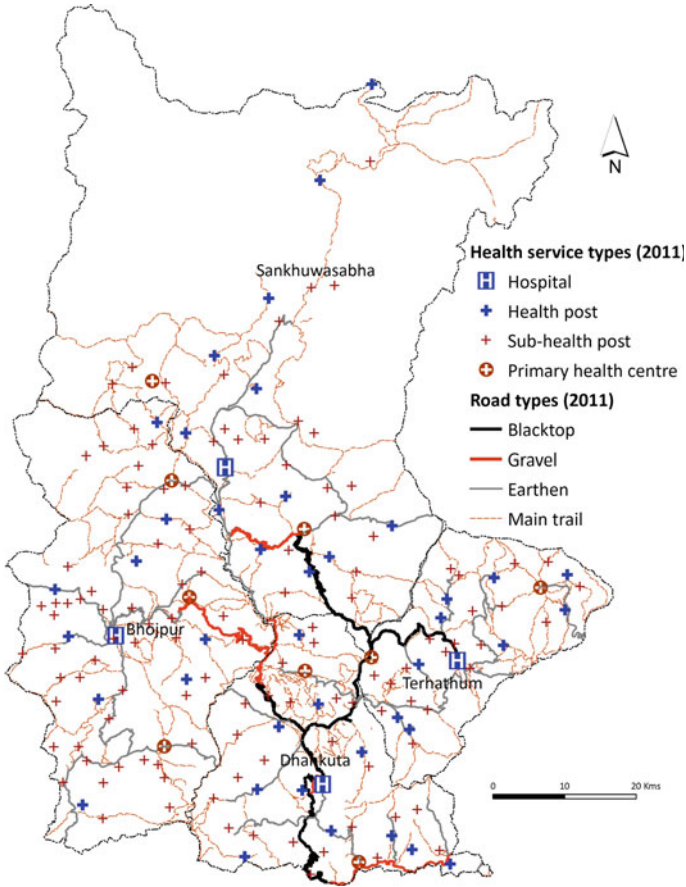 N
Sankhuwasabha
Health service types (2011)
H Hospital
Health post
Sub-health post
Primary health centre
Road types (2011)
Blacktop
Gravel
Earthen
Main trail
H
H
Bhojpur
H
Terhathum
Dhankuta
H
0 10 20 Kms